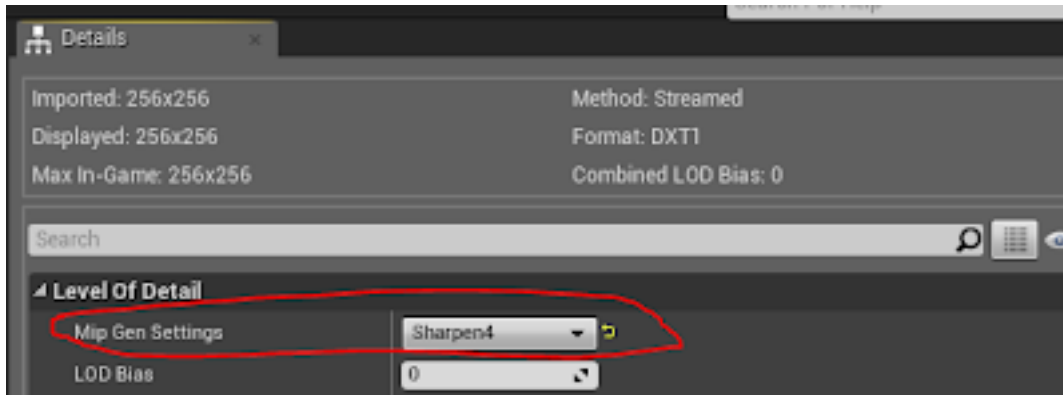 Details
Imported: 256x256
Method: Streamed
Displayed: 256x256
Format: DXT1
Max In-Game: 256x256
Combined LOD Bias: 0
Search
Level Of Detail
Mip Gen Settings
Sharpen4
LOD Bias
0